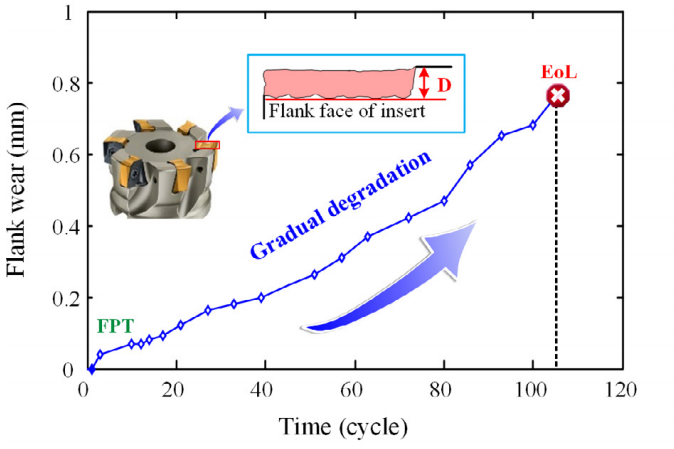 1
0.8
0.6
0.4
0.2
0
Flank wear (mm)
EoL
D
Flank face of insert
Gradual degradation
FPT
0
20
40
60
80
100
120
Time (cycle)